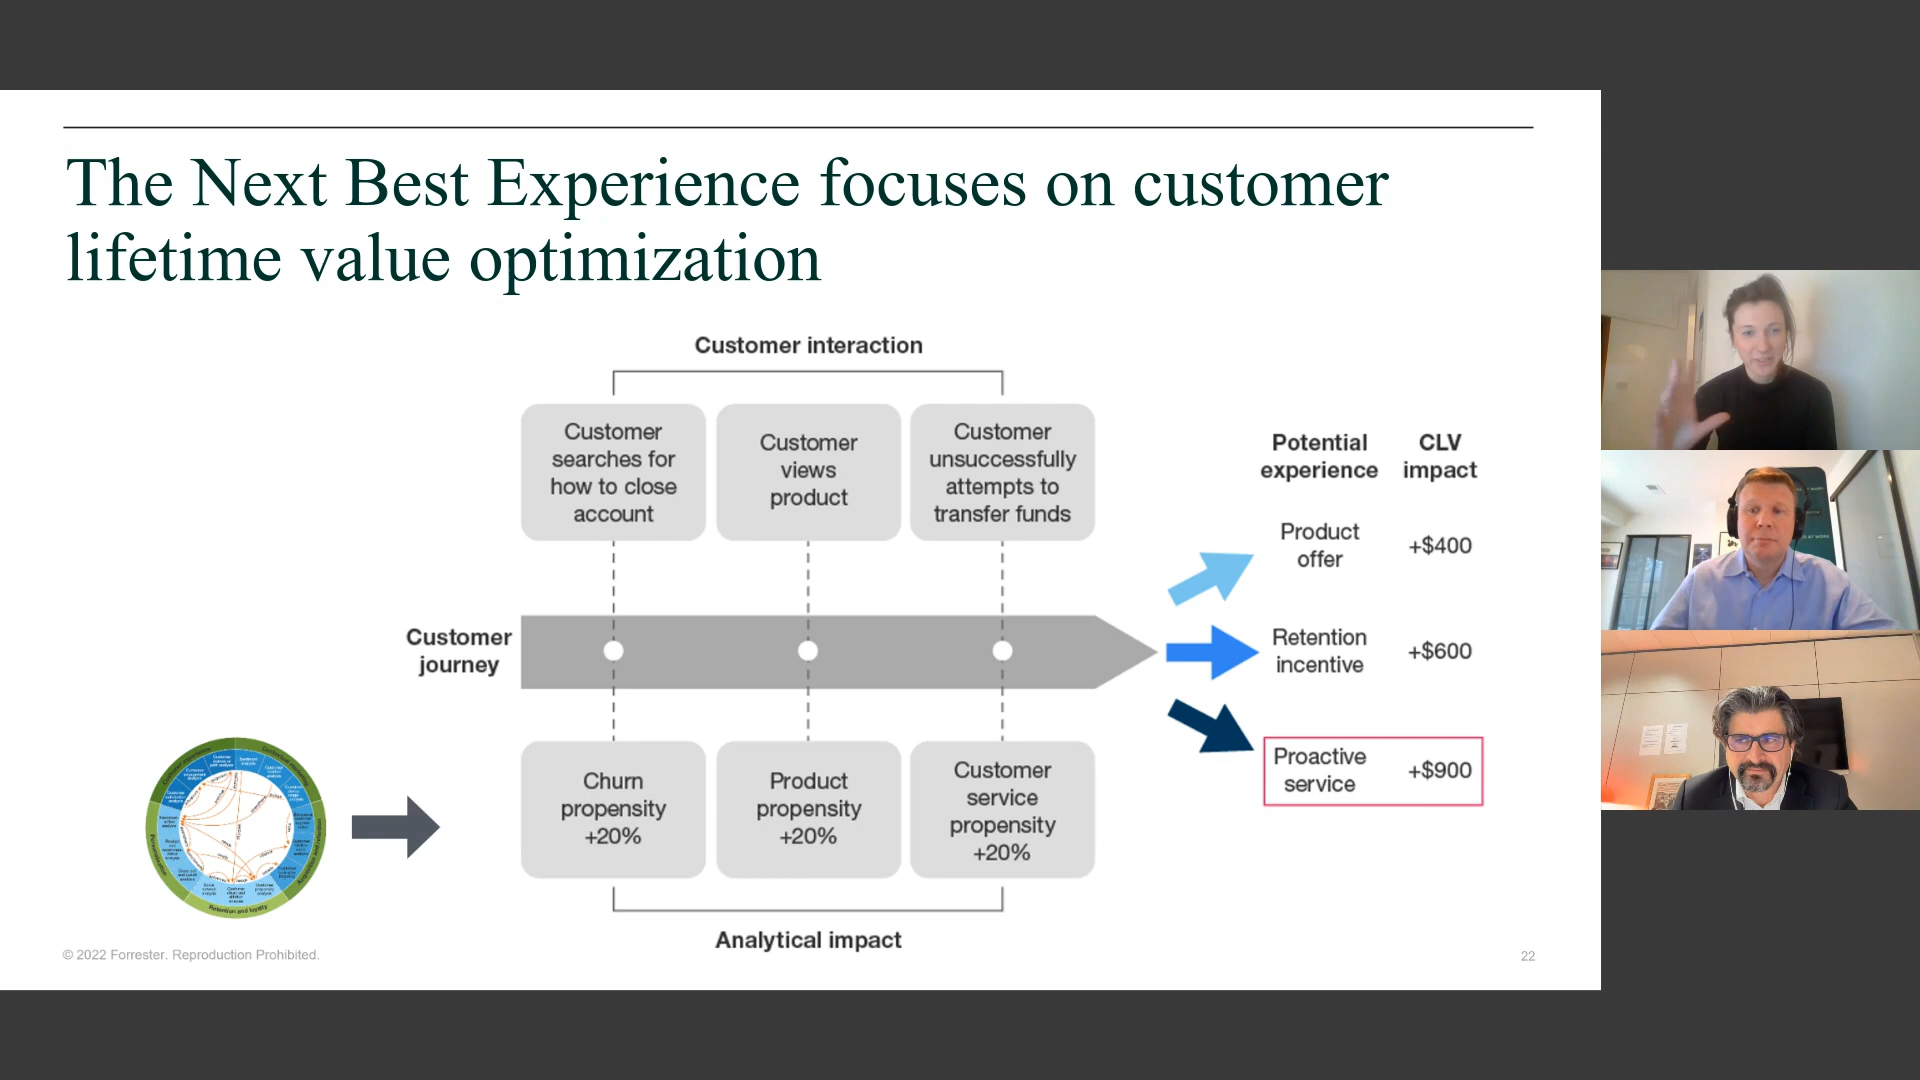 The Next Best Experience focuses on customer
lifetime value optimization
Customer interaction
Customer
searches for
how to close
account
Customer
views
product
Customer
unsuccessfully
attempts to
transfer funds
Potential
experience
CLV
impact
Product
offer
+$400
Customer
journey
Retention
incentive
+$600
Proactive
service
+$900
Churn
propensity
+20%
Product
propensity
+20%
Customer
service
propensity
+20%
Analytical impact
Retention and loyalty
© 2022 Forrester. Reproduction Prohibited.
22